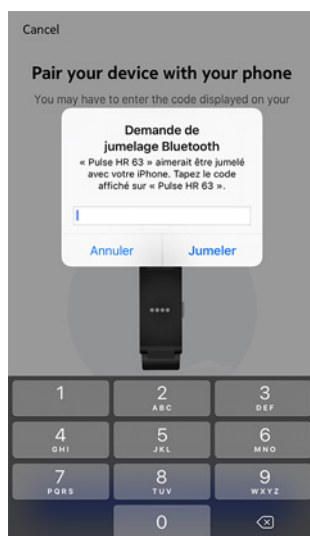 Cancel
Pair your device with your phone
You may have to enter the code displayed on your
Demande de
jumelage Bluetooth
« Pulse HR 63 » aimerait être jumelé
avec votre iPhone. Tapez le code
affiché sur « Pulse HR 63 ».
Annuler Jumeler
****
1 2 3
ABC DEF
4 5 6
GHI JKL MNO
7 8 9
PQRS TUV WXYZ
0